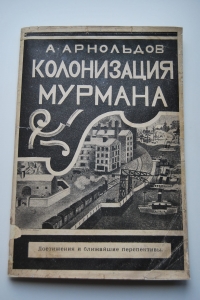 А·АРНОЛЬДОВ
КОЛОНИЗАЦИЯ
МУРМАНА
Достижения и ближайшие перспективы